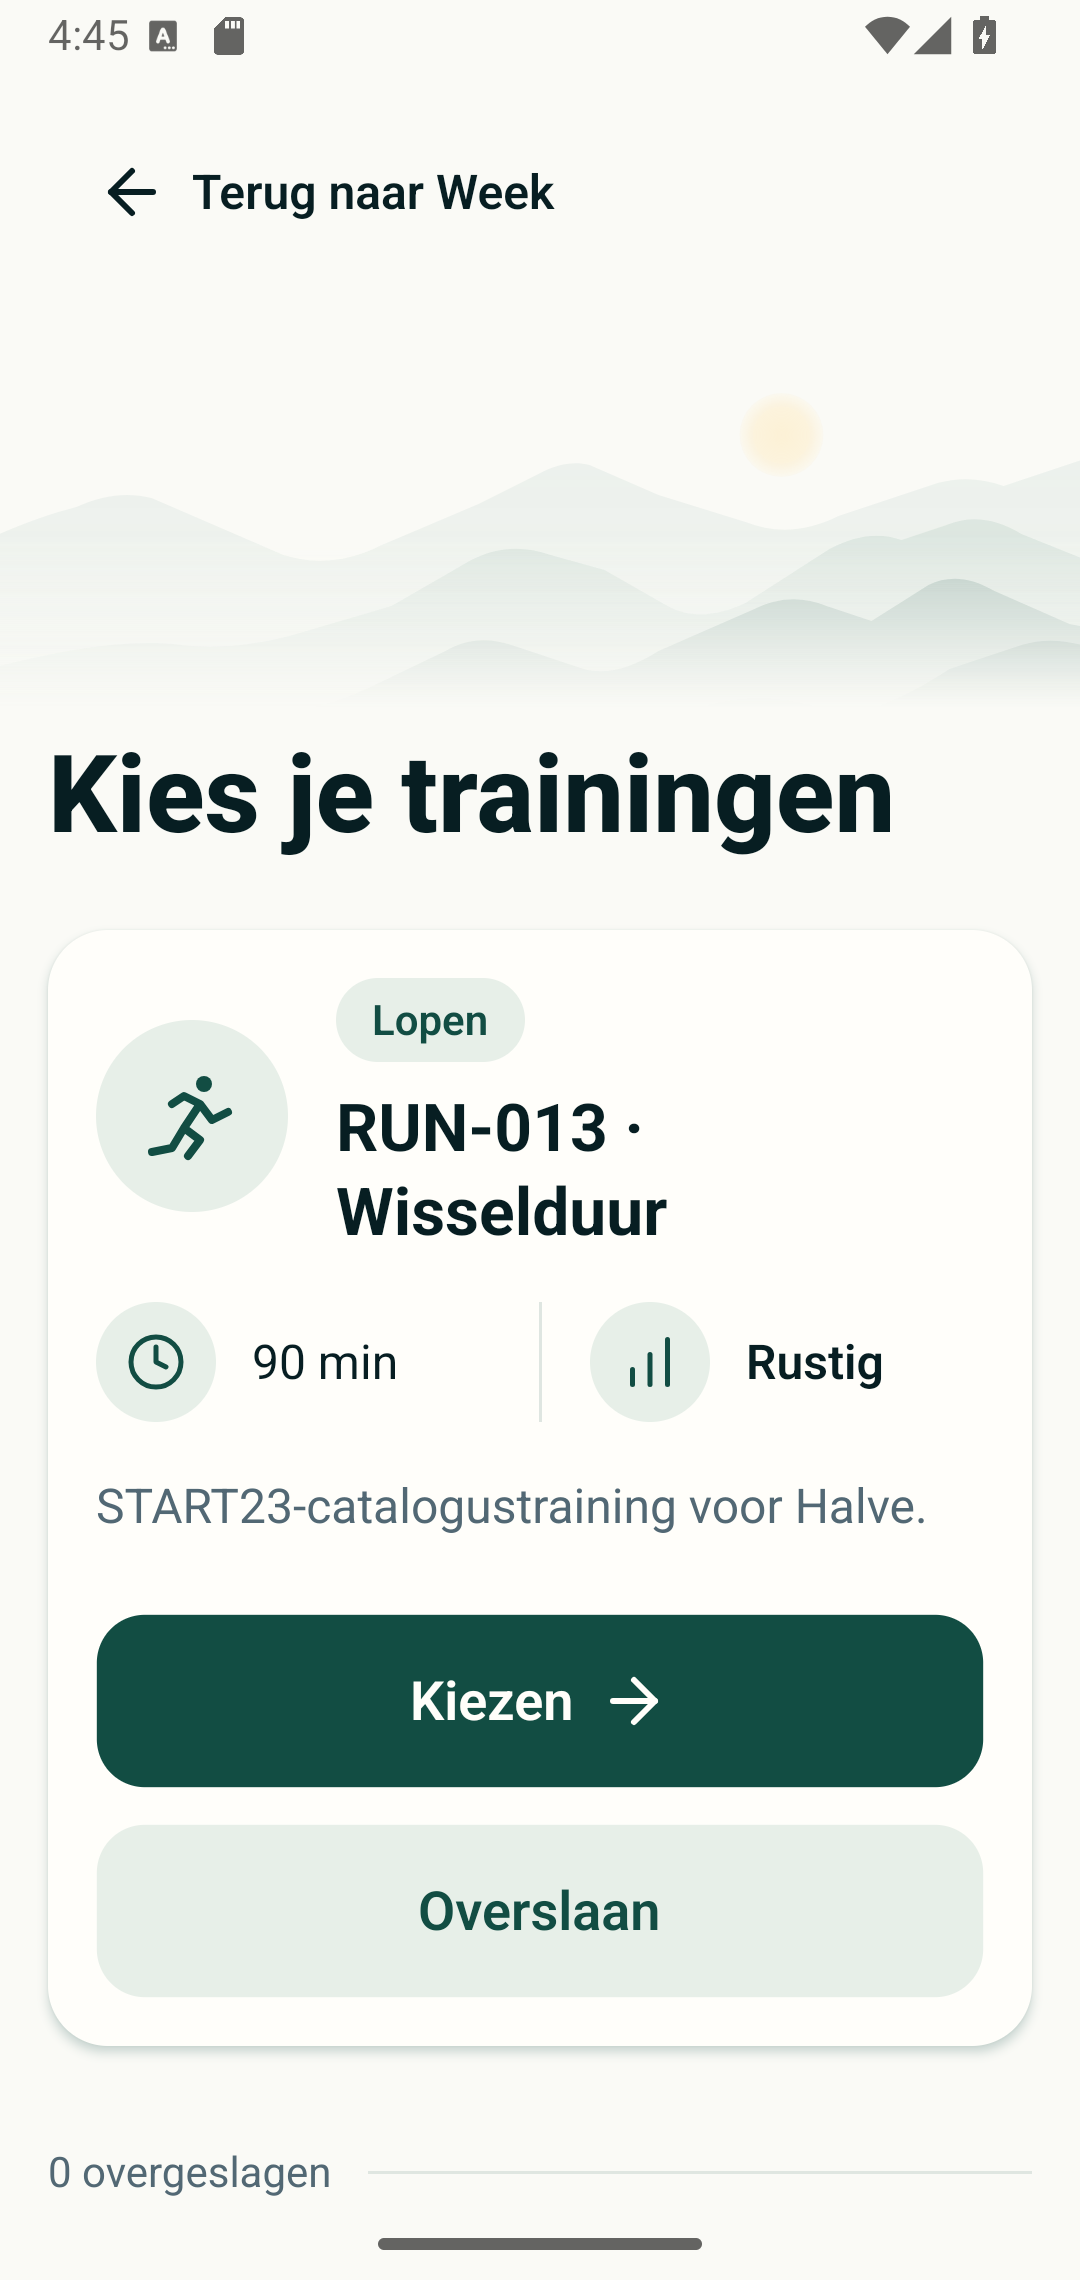 4:45
Terug naar Week
Kies je trainingen
Lopen
RUN-013 ·
Wisselduur
90 min
Rustig
START23-catalogustraining voor Halve.
Kiezen
Overslaan
0 overgeslagen